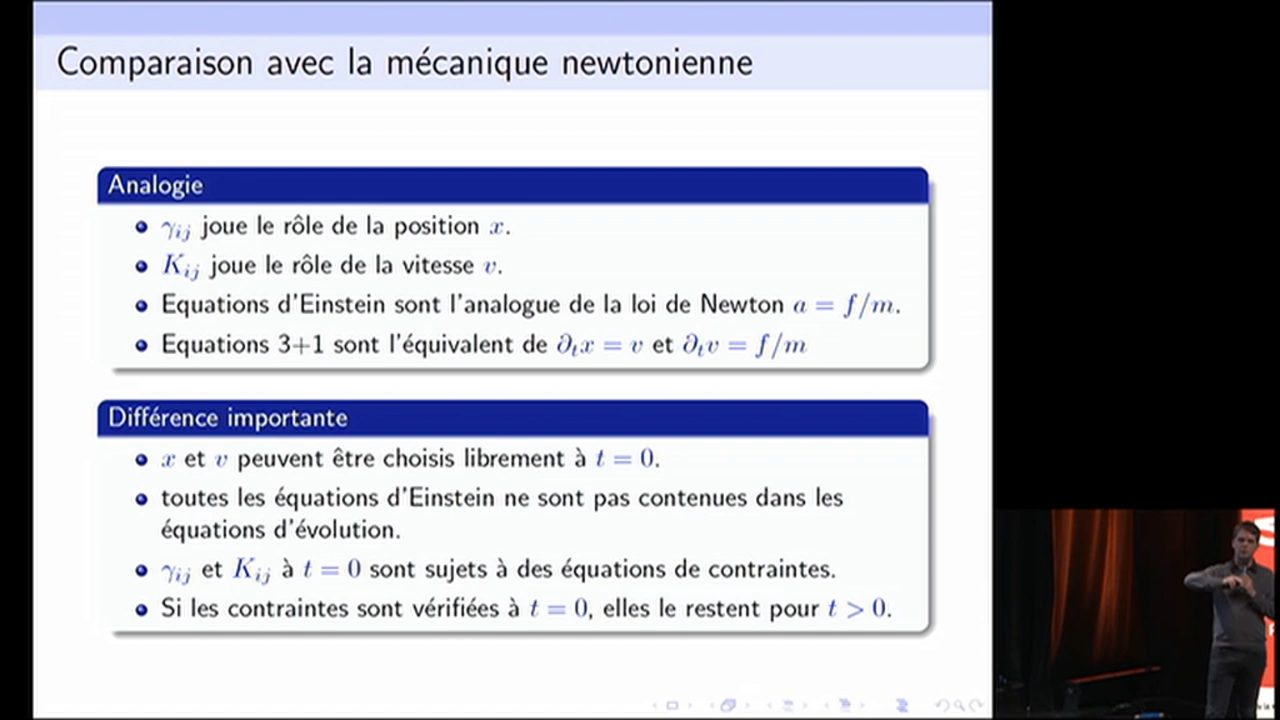 Comparaison avec la mécanique newtonienne
Analogie
γij joue le rôle de la position x.
Kij joue le rôle de la vitesse v.
Equations d'Einstein sont l'analogue de la loi de Newton a = f/m.
Equations 3+1 sont l'équivalent de ∂tx = v et ∂tv = f/m
Différence importante
x et v peuvent être choisis librement à t = 0.
toutes les équations d'Einstein ne sont pas contenues dans les
équations d'évolution.
γij et Kij à t = 0 sont sujets à des équations de contraintes.
Si les contraintes sont vérifiées à t = 0, elles le restent pour t > 0.